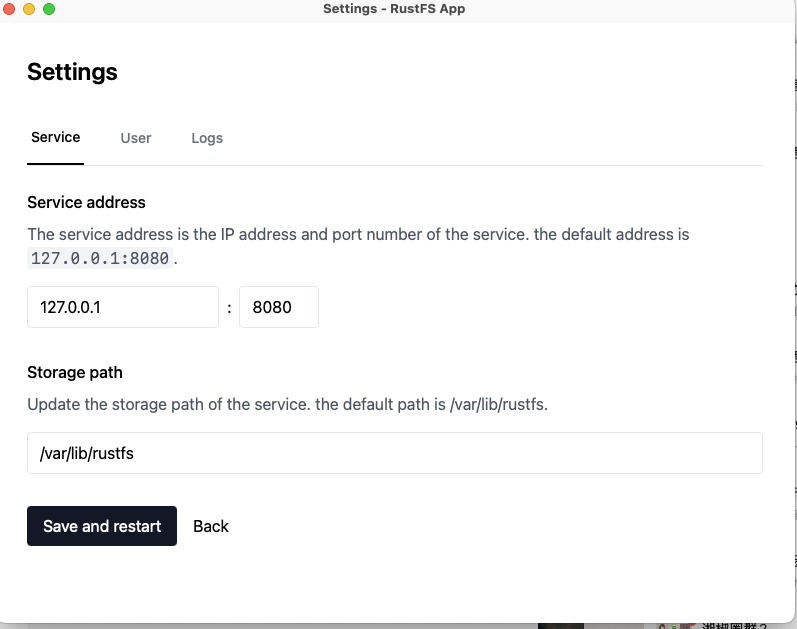 Settings - RustFS App
Settings
Service
User
Logs
Service address
The service address is the IP address and port number of the service. the default address is
127.0.0.1:8080.
127.0.0.1 : 8080
Storage path
Update the storage path of the service. the default path is /var/lib/rustfs.
/var/lib/rustfs
Save and restart
Back